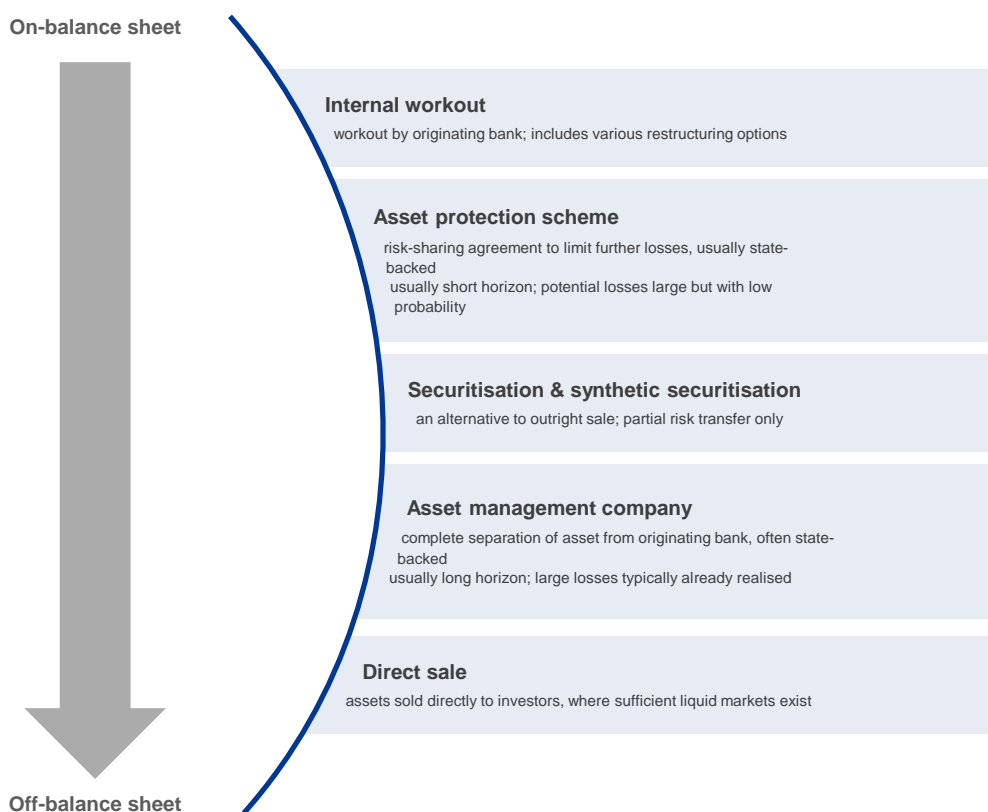 On-balance sheet
Internal workout
workout by originating bank; includes various restructuring options
Asset protection scheme
risk-sharing agreement to limit further losses, usually state-
backed
usually short horizon; potential losses large but with low
probability
Securitisation & synthetic securitisation
an alternative to outright sale; partial risk transfer only
Asset management company
complete separation of asset from originating bank, often state-
backed
usually long horizon; large losses typically already realised
Direct sale
assets sold directly to investors, where sufficient liquid markets exist
Off-balance sheet